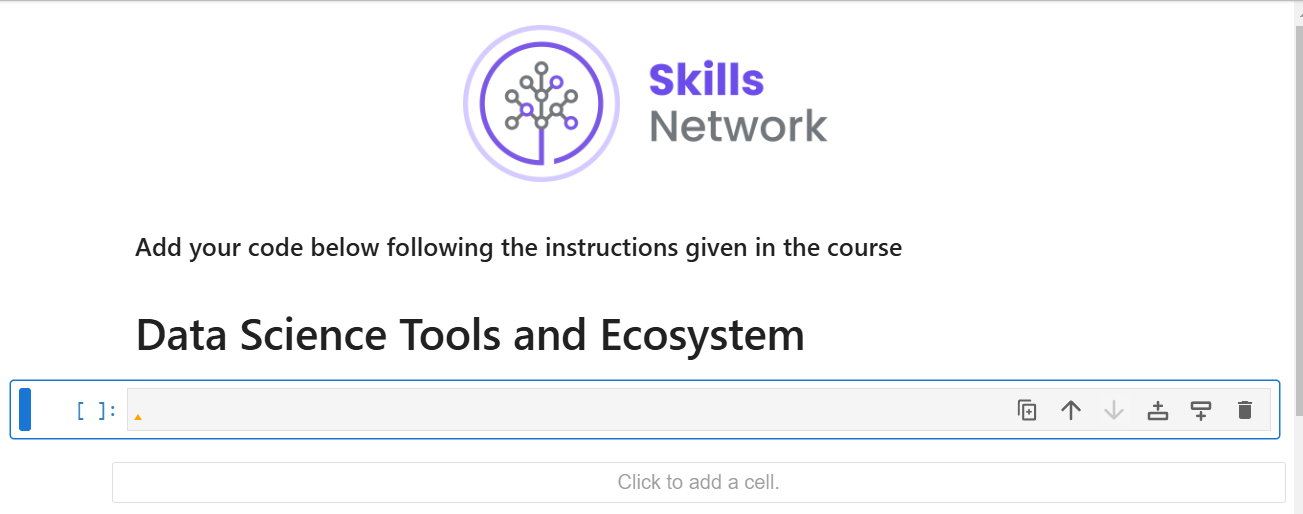 Skills
Network
Add your code below following the instructions given in the course
Data Science Tools and Ecosystem
[ ]:
Click to add a cell.